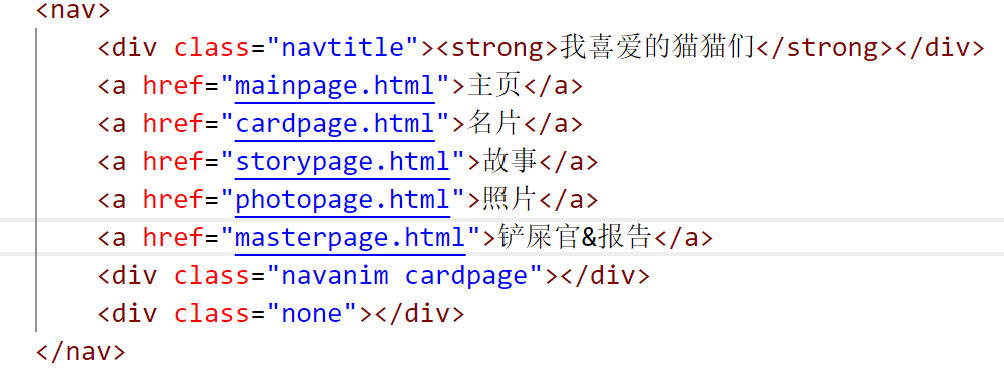 <nav>
<div class="navtitle"><strong>我喜爱的猫猫们</strong></div>
<a href="mainpage.html">主页</a>
<a href="cardpage.html">名片</a>
<a href="storypage.html">故事</a>
<a href="photopage.html">照片</a>
<a href="masterpage.html">铲屎官&报告</a>
<div class="navanim cardpage"></div>
<div class="none"></div>
</nav>